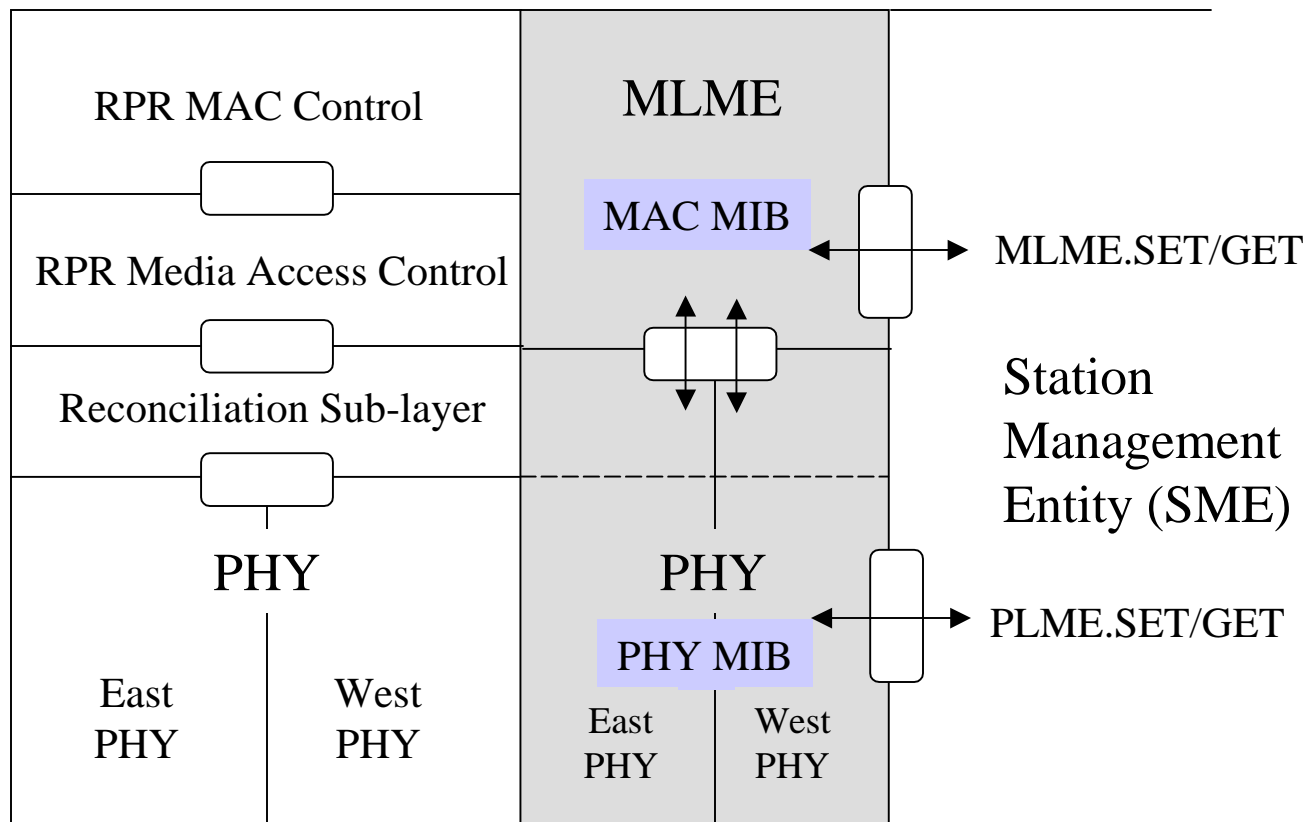 RPR MAC Control
RPR Media Access Control
Reconciliation Sub-layer
PHY
East
PHY
West
PHY
MLME
MAC MIB
PHY
PHY MIB
East
PHY
West
PHY
MLME.SET/GET
Station
Management
Entity (SME)
PLME.SET/GET